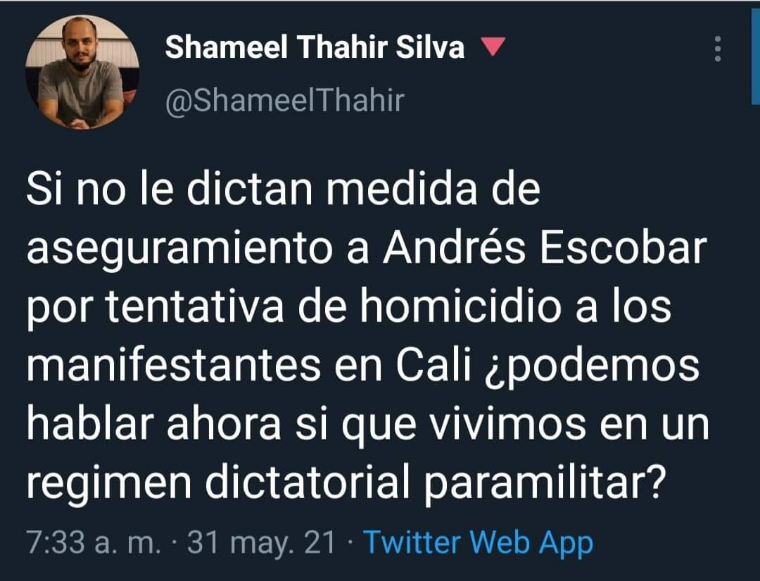 Shameel Thahir Silva 🔻
@ShameelThahir
Si no le dictan medida de
aseguramiento a Andrés Escobar
por tentativa de homicidio a los
manifestantes en Cali ¿podemos
hablar ahora si que vivimos en un
regimen dictatorial paramilitar?
7:33 a. m. · 31 may. 21 · Twitter Web App